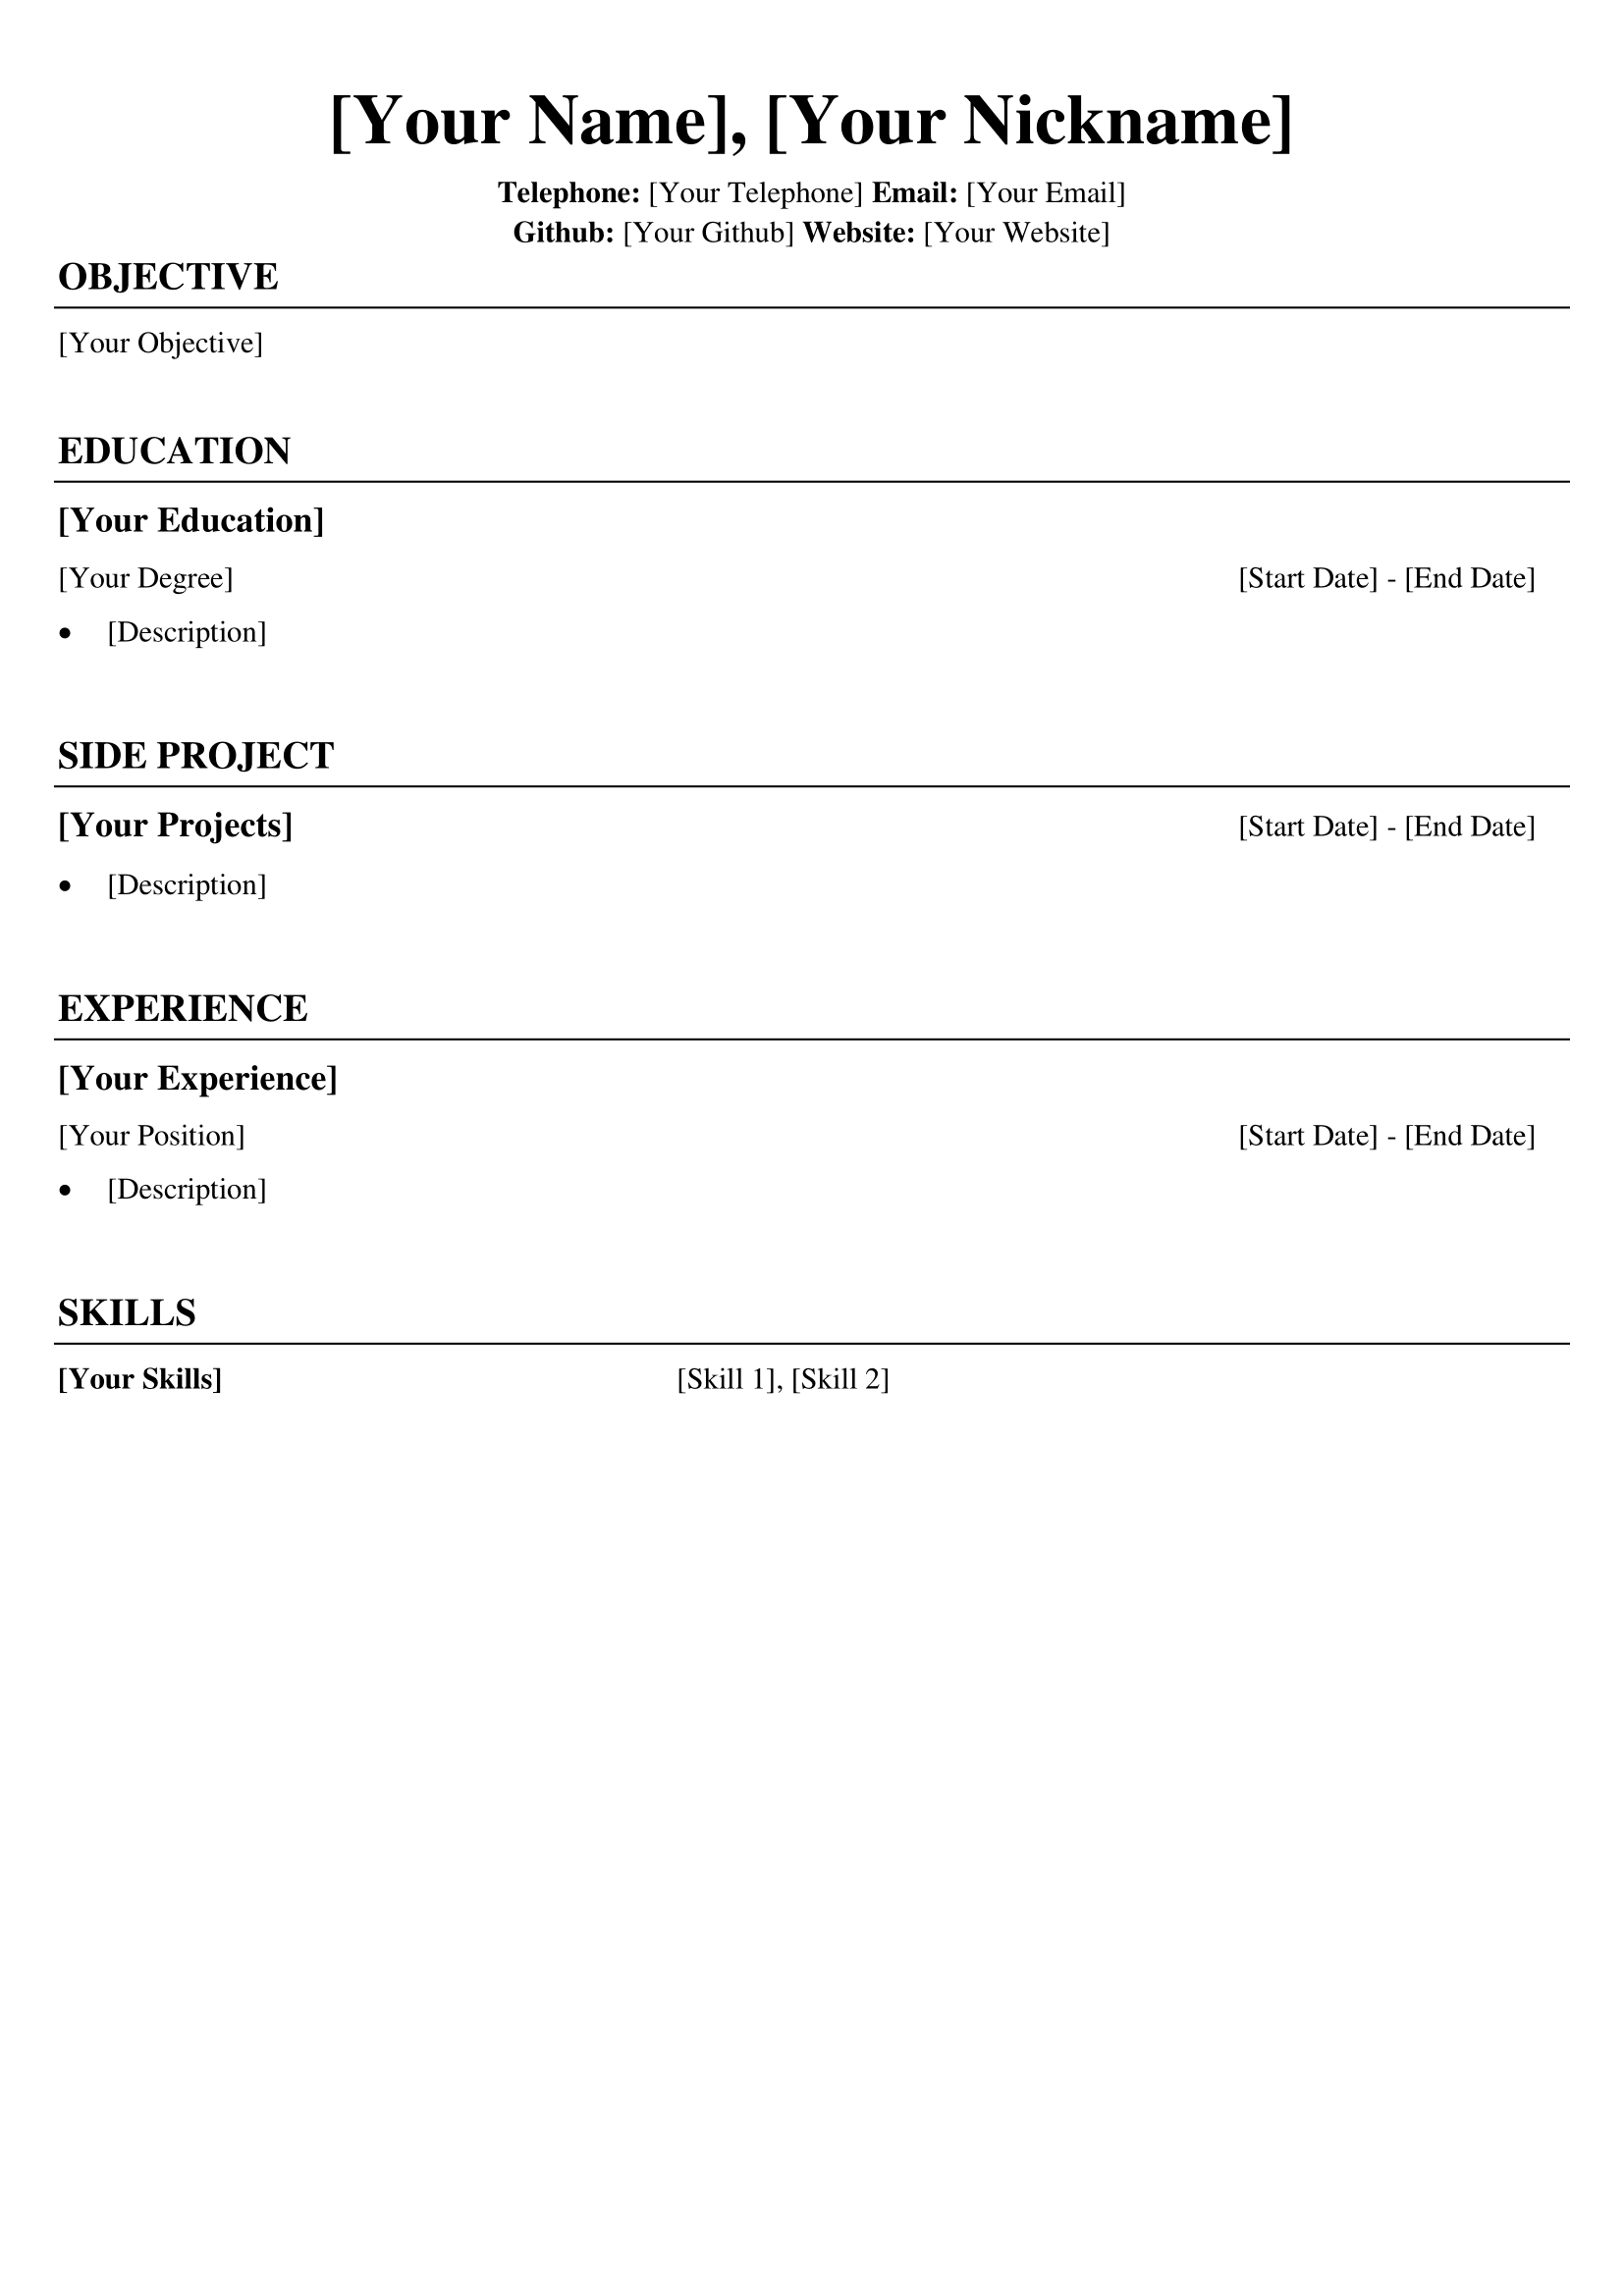 [Your Name], [Your Nickname]
Telephone: [Your Telephone] Email: [Your Email]
Github: [Your Github] Website: [Your Website]
OBJECTIVE
[Your Objective]
EDUCATION
[Your Education]
[Your Degree] [Start Date] - [End Date]
• [Description]
SIDE PROJECT
[Your Projects] [Start Date] - [End Date]
• [Description]
EXPERIENCE
[Your Experience]
[Your Position] [Start Date] - [End Date]
• [Description]
SKILLS
[Your Skills] [Skill 1], [Skill 2]